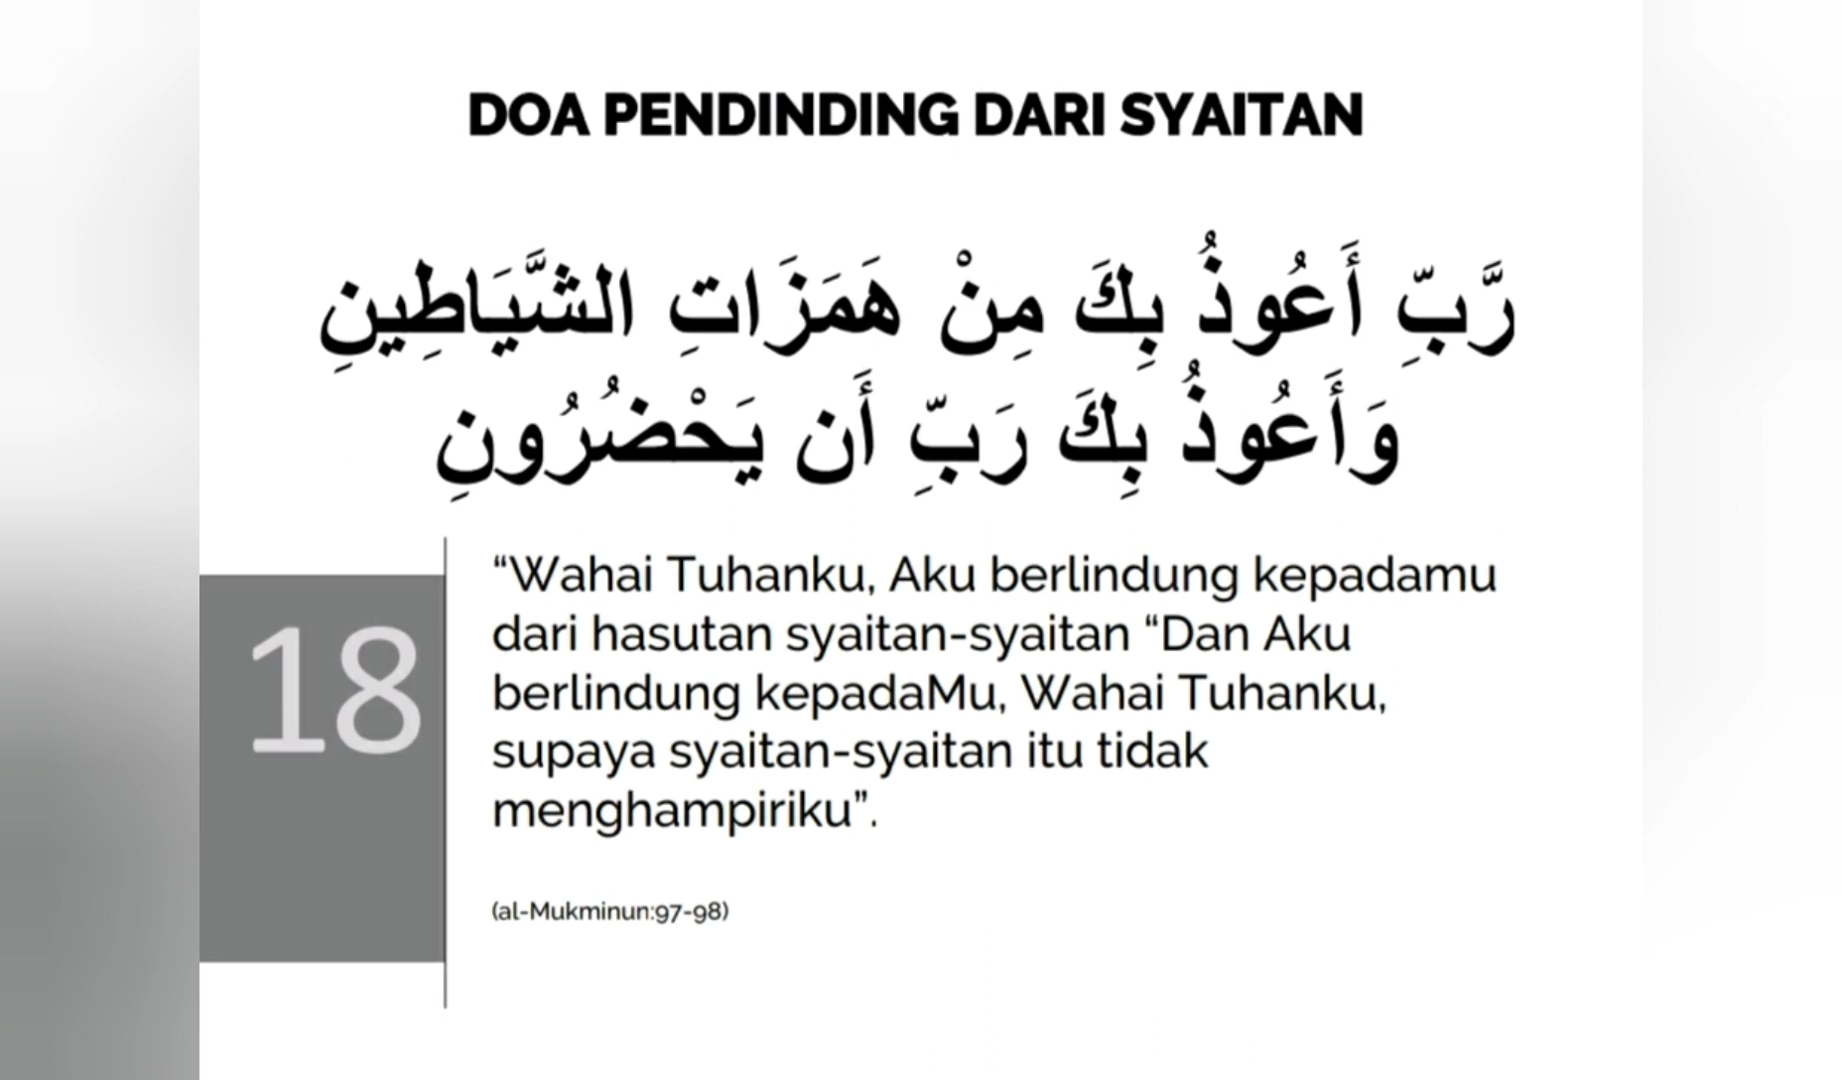 DOA PENDINDING DARI SYAITAN
رَّبِّ أَعُوذُ بِكَ مِنْ هَمَزَاتِ الشَّيَاطِينِ
وَأَعُوذُ بِكَ رَبِّ أَن يَحْضُرُونِ
18
“Wahai Tuhanku, Aku berlindung kepadamu
dari hasutan syaitan-syaitan “Dan Aku
berlindung kepadaMu, Wahai Tuhanku,
supaya syaitan-syaitan itu tidak
menghampiriku”.
(al-Mukminun:97-98)